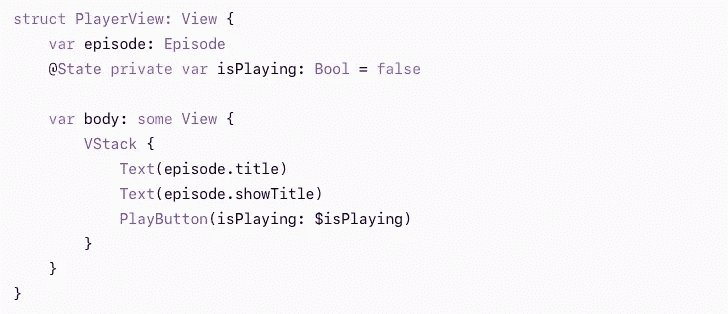 struct PlayerView: View {
    var episode: Episode
    @State private var isPlaying: Bool = false

    var body: some View {
        VStack {
            Text(episode.title)
            Text(episode.showTitle)
            PlayButton(isPlaying: $isPlaying)
        }
    }
}